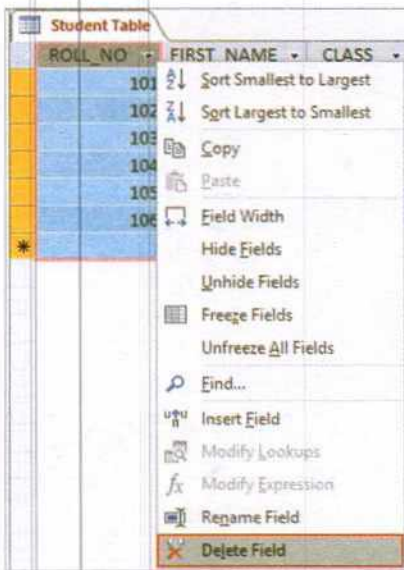 Student Table
ROLL_NO FIRST_NAME CLASS
101
102
103
104
105
106
Sort Smallest to Largest
Sort Largest to Smallest
Copy
Paste
Field Width
Hide Fields
Unhide Fields
Freeze Fields
Unfreeze All Fields
Find...
Insert Field
Modify Lookups
Modify Expression
Rename Field
Delete Field